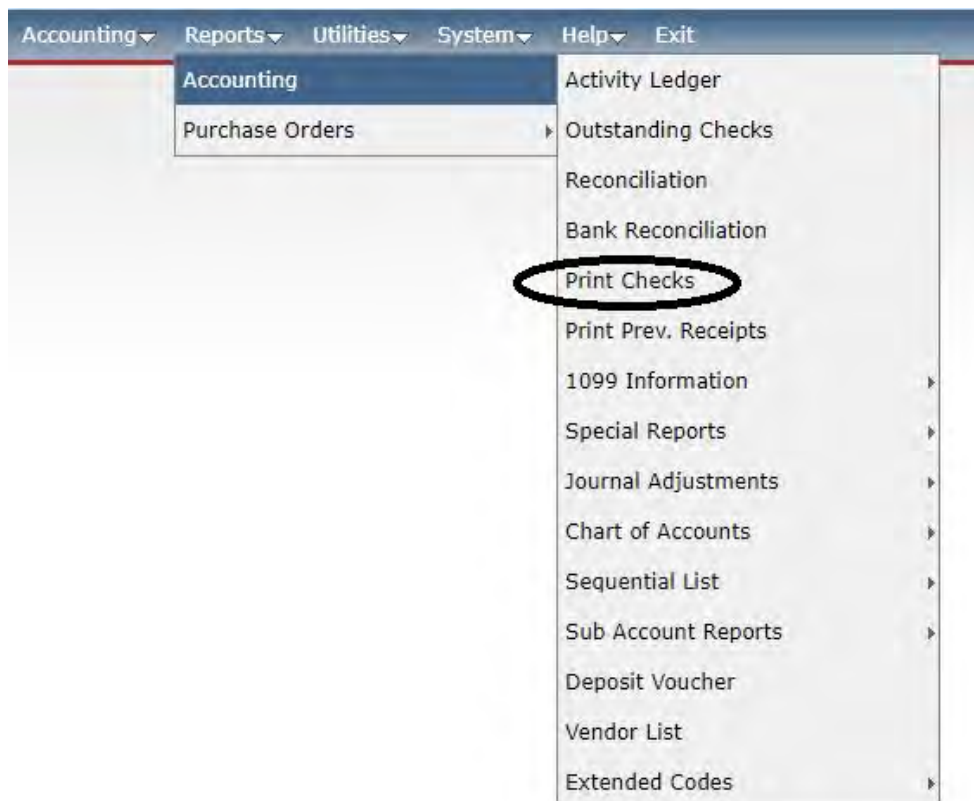 Accounting Reports Utilities System Help Exit
Accounting
Purchase Orders
Activity Ledger
Outstanding Checks
Reconciliation
Bank Reconciliation
Print Checks
Print Prev. Receipts
1099 Information
Special Reports
Journal Adjustments
Chart of Accounts
Sequential List
Sub Account Reports
Deposit Voucher
Vendor List
Extended Codes